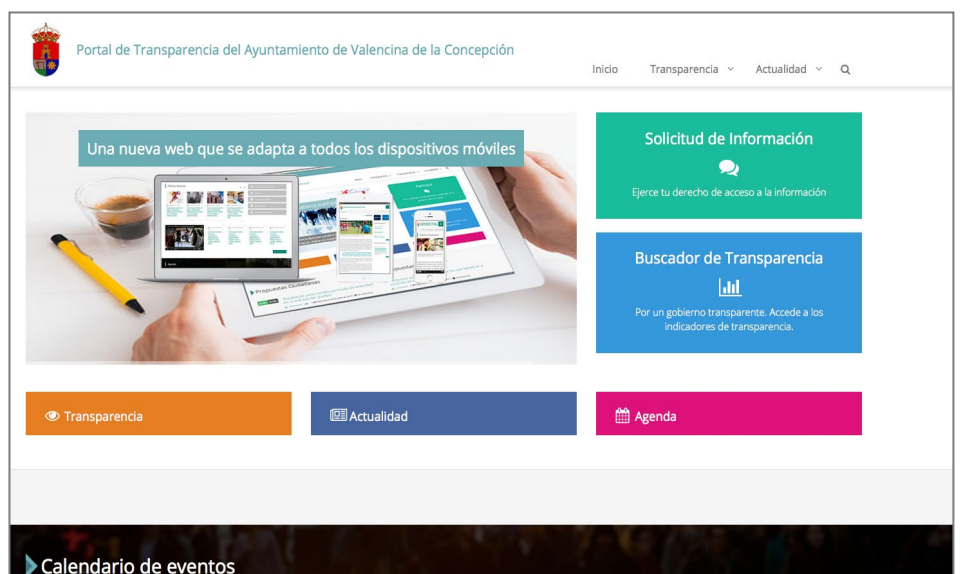 Portal de Transparencia del Ayuntamiento de Valencina de la Concepción
Inicio
Transparencia
Actualidad
Una nueva web que se adapta a todos los dispositivos móviles
Propuestas Ciudadanas
Solicitud de Información
Ejerce tu derecho de acceso a la información
Buscador de Transparencia
Por un gobierno transparente. Accede a los
indicadores de transparencia.
Transparencia
Actualidad
Agenda
Calendario de eventos